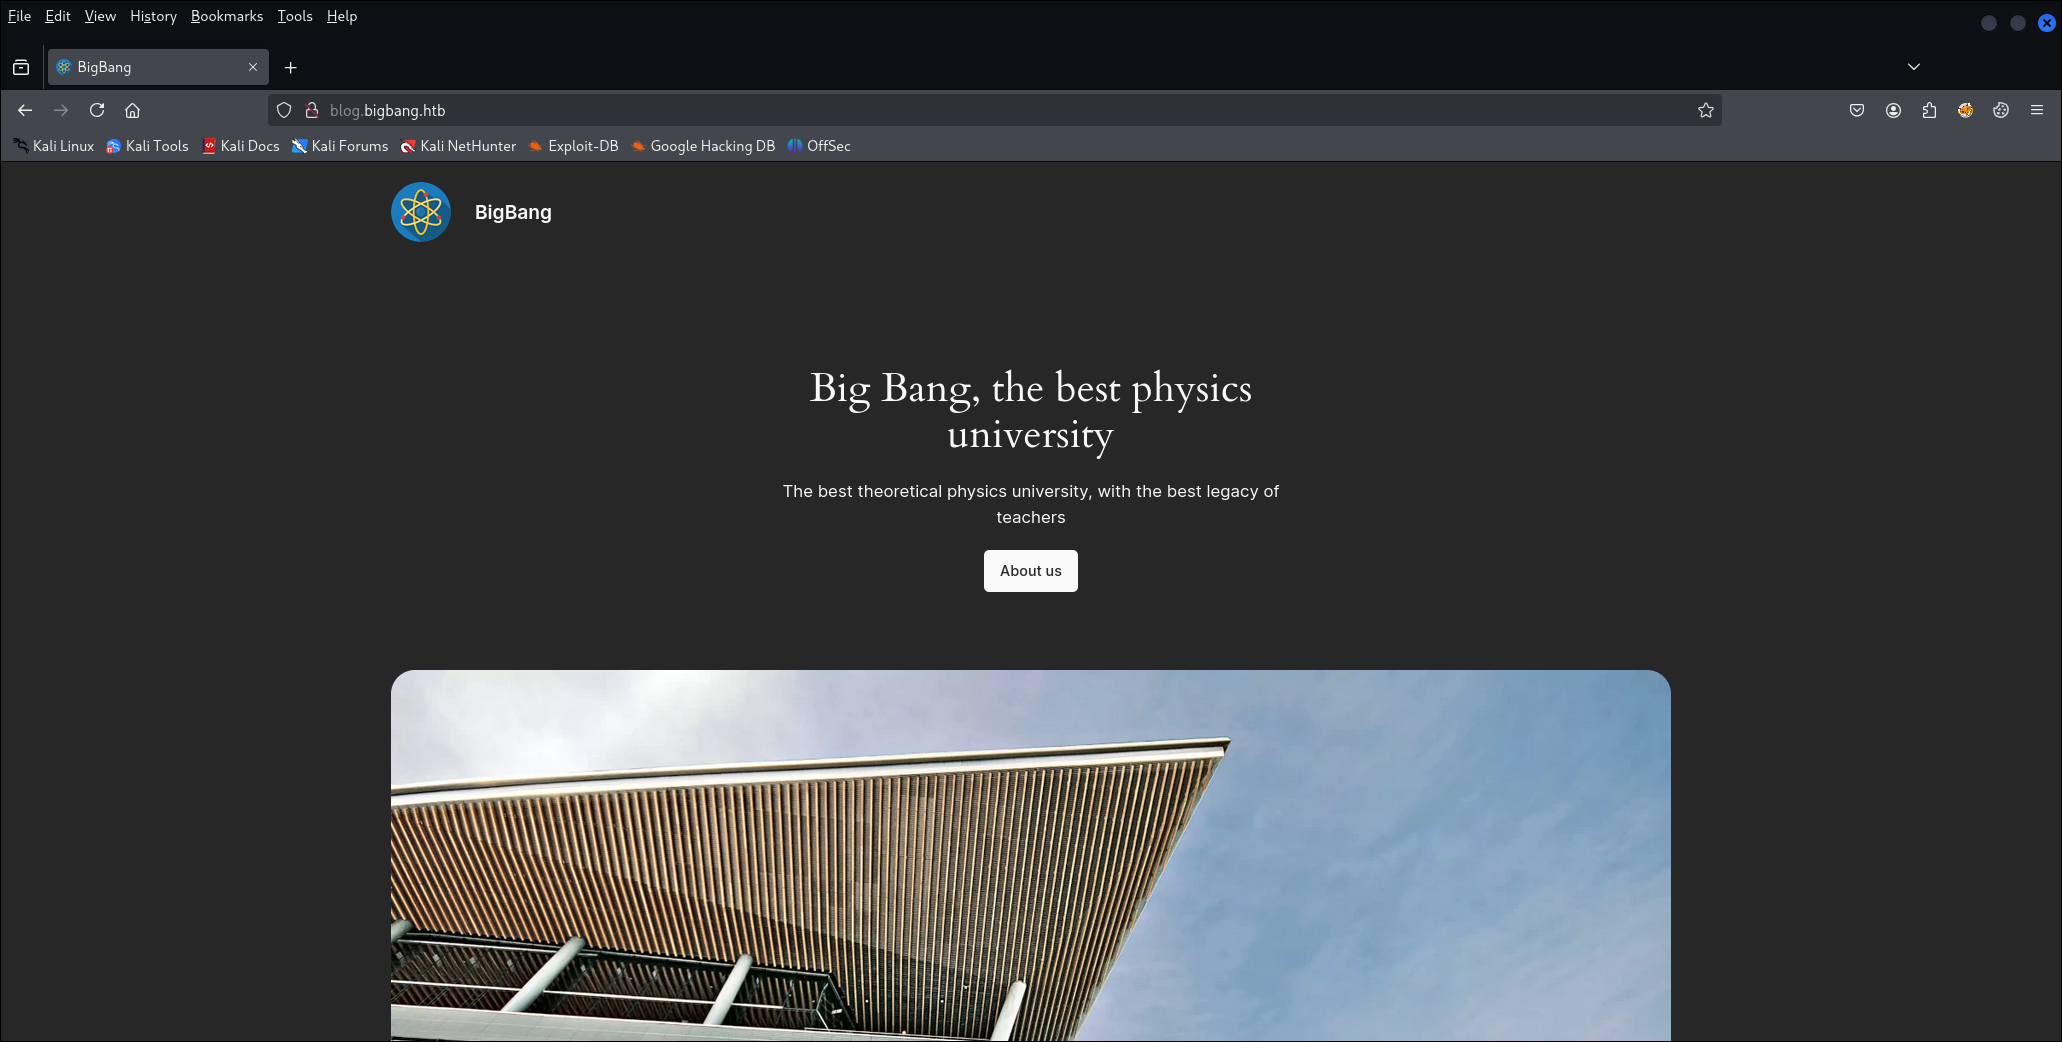 File Edit View History Bookmarks Tools Help
BigBang
blog.bigbang.htb
Kali Linux Kali Tools Kali Docs Kali Forums Kali NetHunter Exploit-DB Google Hacking DB OffSec
BigBang
Big Bang, the best physics
university
The best theoretical physics university, with the best legacy of
teachers
About us